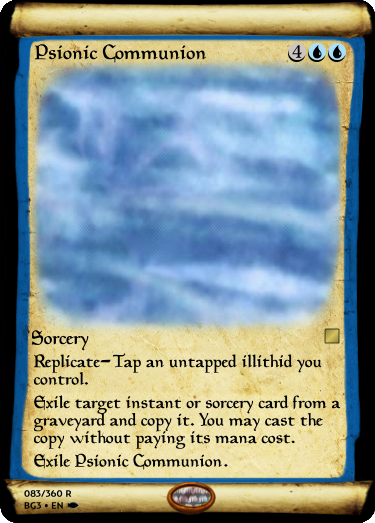 Psionic Communion 4
Sorcery
Replicate—Tap an untapped illithid you
control.
Exile target instant or sorcery card from a
graveyard and copy it. You may cast the
copy without paying its mana cost.
Exile Psionic Communion.
083/360 R
BG3 • EN